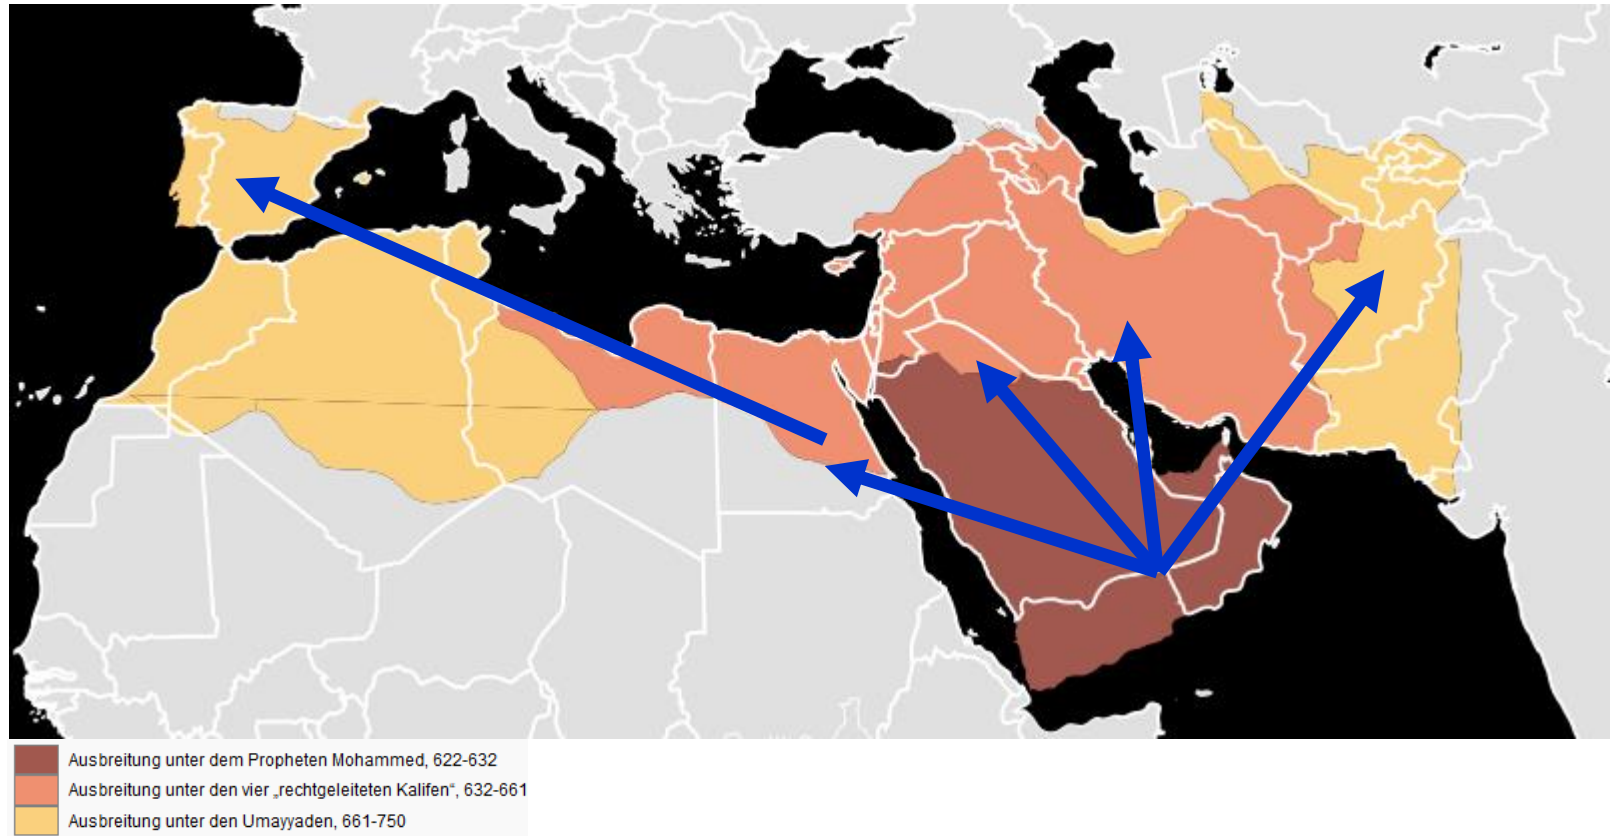 Ausbreitung unter dem Propheten Mohammed, 622-632
Ausbreitung unter den vier „rechtgeleiteten Kalifen“, 632-661
Ausbreitung unter den Umayyaden, 661-750